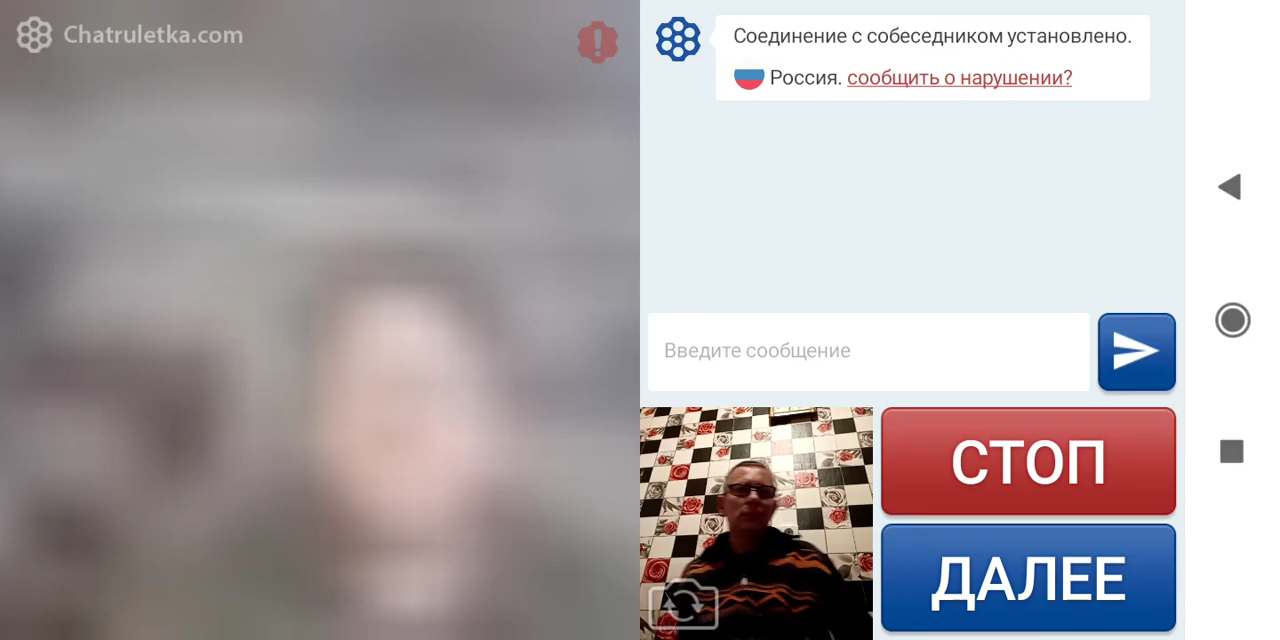 Chatruletka.com
Соединение с собеседником установлено.
Россия. сообщить о нарушении?
Введите сообщение
СТОП
ДАЛЕЕ